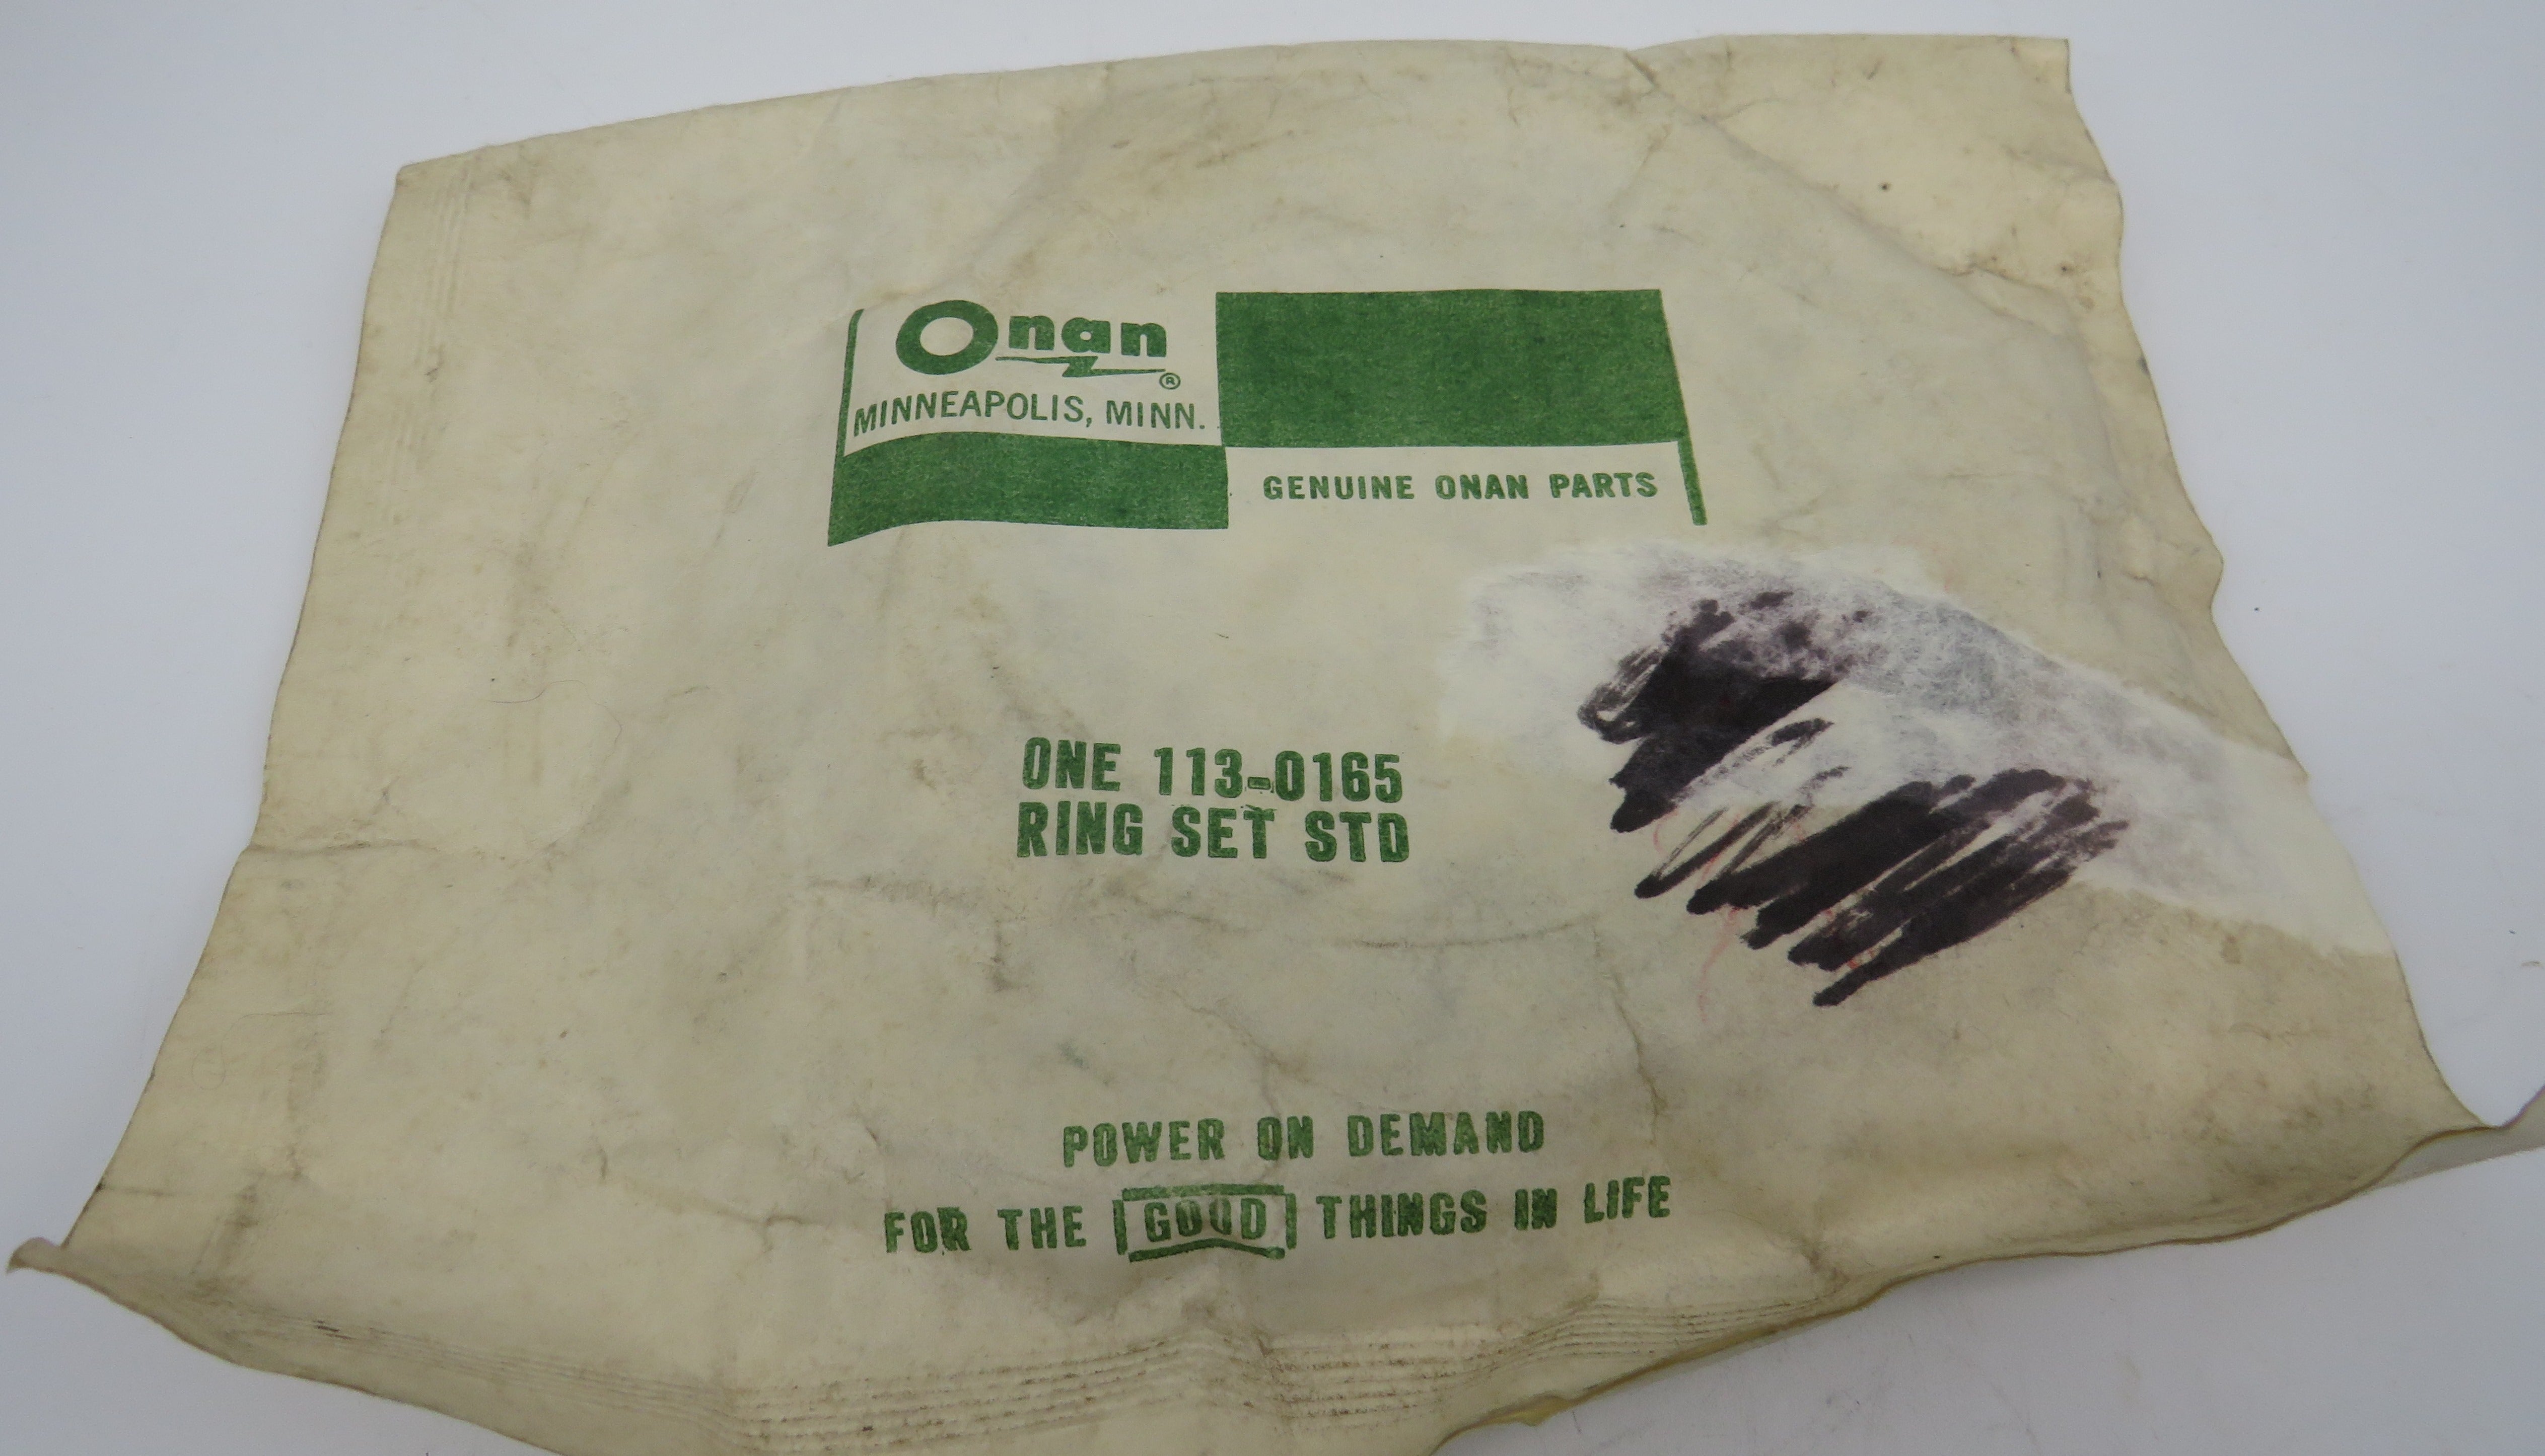 Onan®
MINNEAPOLIS, MINN.
GENUINE ONAN PARTS
ONE 113-0165
RING SET STD
POWER ON DEMAND
FOR THE GOOD THINGS IN LIFE